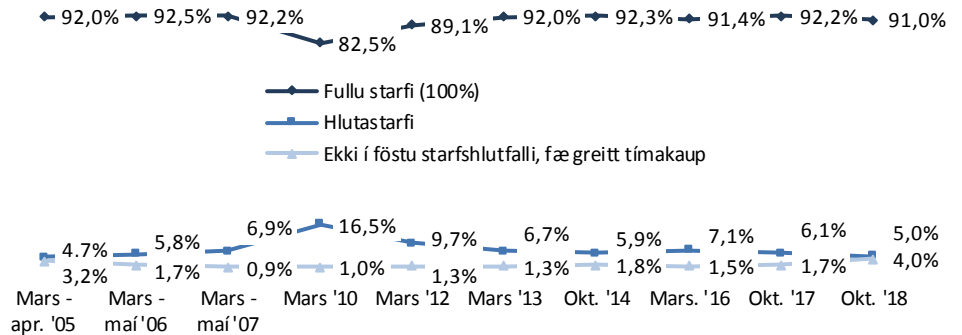 92,0% 92,5% 92,2% 82,5% 89,1% 92,0% 92,3% 91,4% 92,2% 91,0%
Fullu starfi (100%)
Hlutastarfi
Ekki í föstu starfshlutfalli, fæ greitt tímakaup
4.7% 5,8% 6,9% 16,5% 9,7% 6,7% 5,9% 7,1% 6,1% 5,0%
3,2% 1,7% 0,9% 1,0% 1,3% 1,3% 1,8% 1,5% 1,7% 4,0%
Mars - apr. '05
Mars - maí '06
Mars - maí '07
Mars '10
Mars '12
Mars '13
Okt. '14
Mars. '16
Okt. '17
Okt. '18